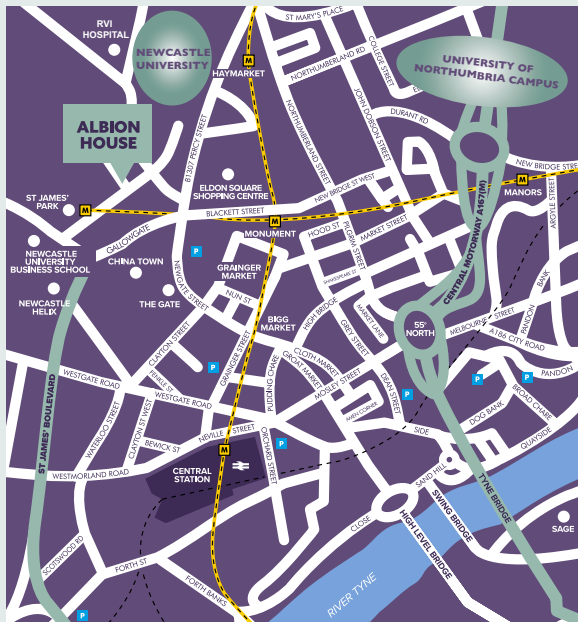 ST MARY'S PLACE
RVI
HOSPITAL
NEWCASTLE
UNIVERSITY
NORTHUMBERLAND RD
COLLEGE STREET
UNIVERSITY OF
NORTHUMBRIA CAMPUS
M
HAYMARKET
JOHN DOBSON STREET
DURANT RD
ALBION
HOUSE
B1307 PERCY STREET
NORTHUMBERLAND STREET
NEW BRIDGE STREET
ELDON SQUARE
SHOPPING CENTRE
NEW BRIDGE ST WEST
M
MANORS
ST JAMES'
PARK
M
BLACKETT STREET
ARGYLE STREET
GALLOWGATE
M
MONUMENT
HOOD ST
PILGRIM STREET
MARKET STREET
CENTRAL MOTORWAY A167(M)
NEWCASTLE
UNIVERSITY
BUSINESS SCHOOL
CHINA TOWN
P
GRAINGER
MARKET
SHAKESPEARE ST
NEWCASTLE
HELIX
THE GATE
NEWGATE STREET
NUN ST
PANDON BANK
HIGH BRIDGE
GREY STREET
MARKET LANE
BIGG
MARKET
55°
NORTH
MELBOURNE STREET
A186 CITY ROAD
CLAYTON STREET
GRAINGER STREET
CLOTH MARKET
GROAT MARKET
MOSLEY STREET
PANDON
P
P
P
WESTGATE ROAD
FENKLE ST
PUDDING CHARE
DEAN STREET
P
BROAD CHARE
WESTGATE ROAD
AMEN CORNER
DOG BANK
ST JAMES' BOULEVARD
WATERLOO STREET
CLAYTON ST WEST
BEWICK ST
NEVILLE STREET
ORCHARD STREET
P
SIDE
QUAYSIDE
M
WESTMORLAND ROAD
CENTRAL
STATION
SAND HILL
TYNE BRIDGE
SWING BRIDGE
CLOSE
HIGH LEVEL BRIDGE
SAGE
SCOTSWOOD RD
FORTH ST
FORTH BANKS
RIVER TYNE
P